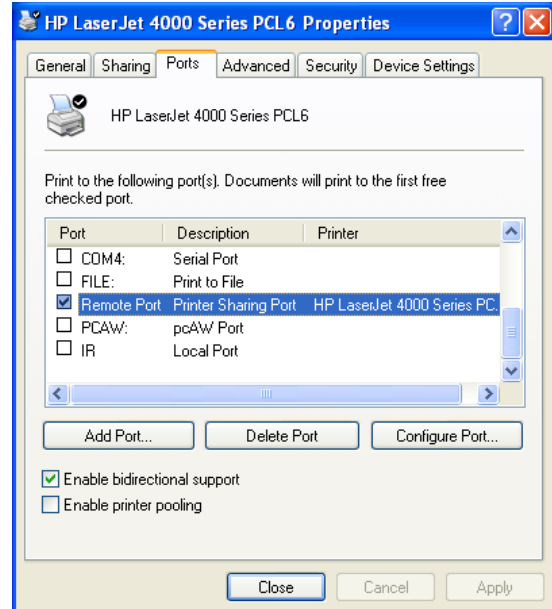 HP LaserJet 4000 Series PCL6 Properties
General Sharing Ports Advanced Security Device Settings
HP LaserJet 4000 Series PCL6
Print to the following port(s). Documents will print to the first free
checked port.
Port Description Printer
COM4: Serial Port
FILE: Print to File
Remote Port Printer Sharing Port HP LaserJet 4000 Series PC.
PCAW: pcAW Port
IR Local Port
Add Port... Delete Port Configure Port...
Enable bidirectional support
Enable printer pooling
Close Cancel Apply